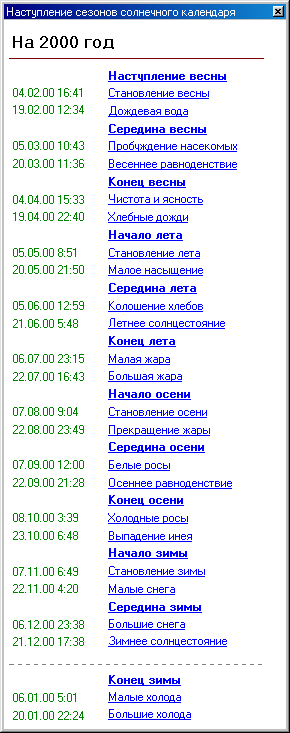 Наступление сезонов солнечного календаря
На 2000 год
Наступление весны
04.02.00 16:41 Становление весны
19.02.00 12:34 Дождевая вода
Середина весны
05.03.00 10:43 Пробуждение насекомых
20.03.00 11:36 Весеннее равноденствие
Конец весны
04.04.00 15:33 Чистота и ясность
19.04.00 22:40 Хлебные дожди
Начало лета
05.05.00 8:51 Становление лета
20.05.00 21:50 Малое насыщение
Середина лета
05.06.00 12:59 Колошение хлебов
21.06.00 5:48 Летнее солнцестояние
Конец лета
06.07.00 23:15 Малая жара
22.07.00 16:43 Большая жара
Начало осени
07.08.00 9:04 Становление осени
22.08.00 23:49 Прекращение жары
Середина осени
07.09.00 12:00 Белые росы
22.09.00 21:28 Осеннее равноденствие
Конец осени
08.10.00 3:39 Холодные росы
23.10.00 6:48 Выпадение инея
Начало зимы
07.11.00 6:49 Становление зимы
22.11.00 4:20 Малые снега
Середина зимы
06.12.00 23:38 Большие снега
21.12.00 17:38 Зимнее солнцестояние
Конец зимы
06.01.00 5:01 Малые холода
20.01.00 22:24 Большие холода